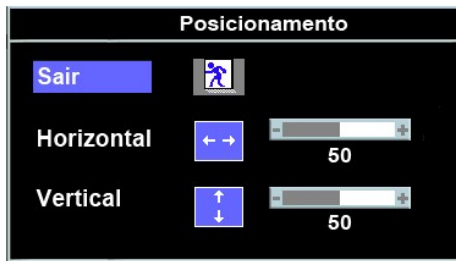 Posicionamento
Sair
Horizontal
- +
50
Vertical
- +
50